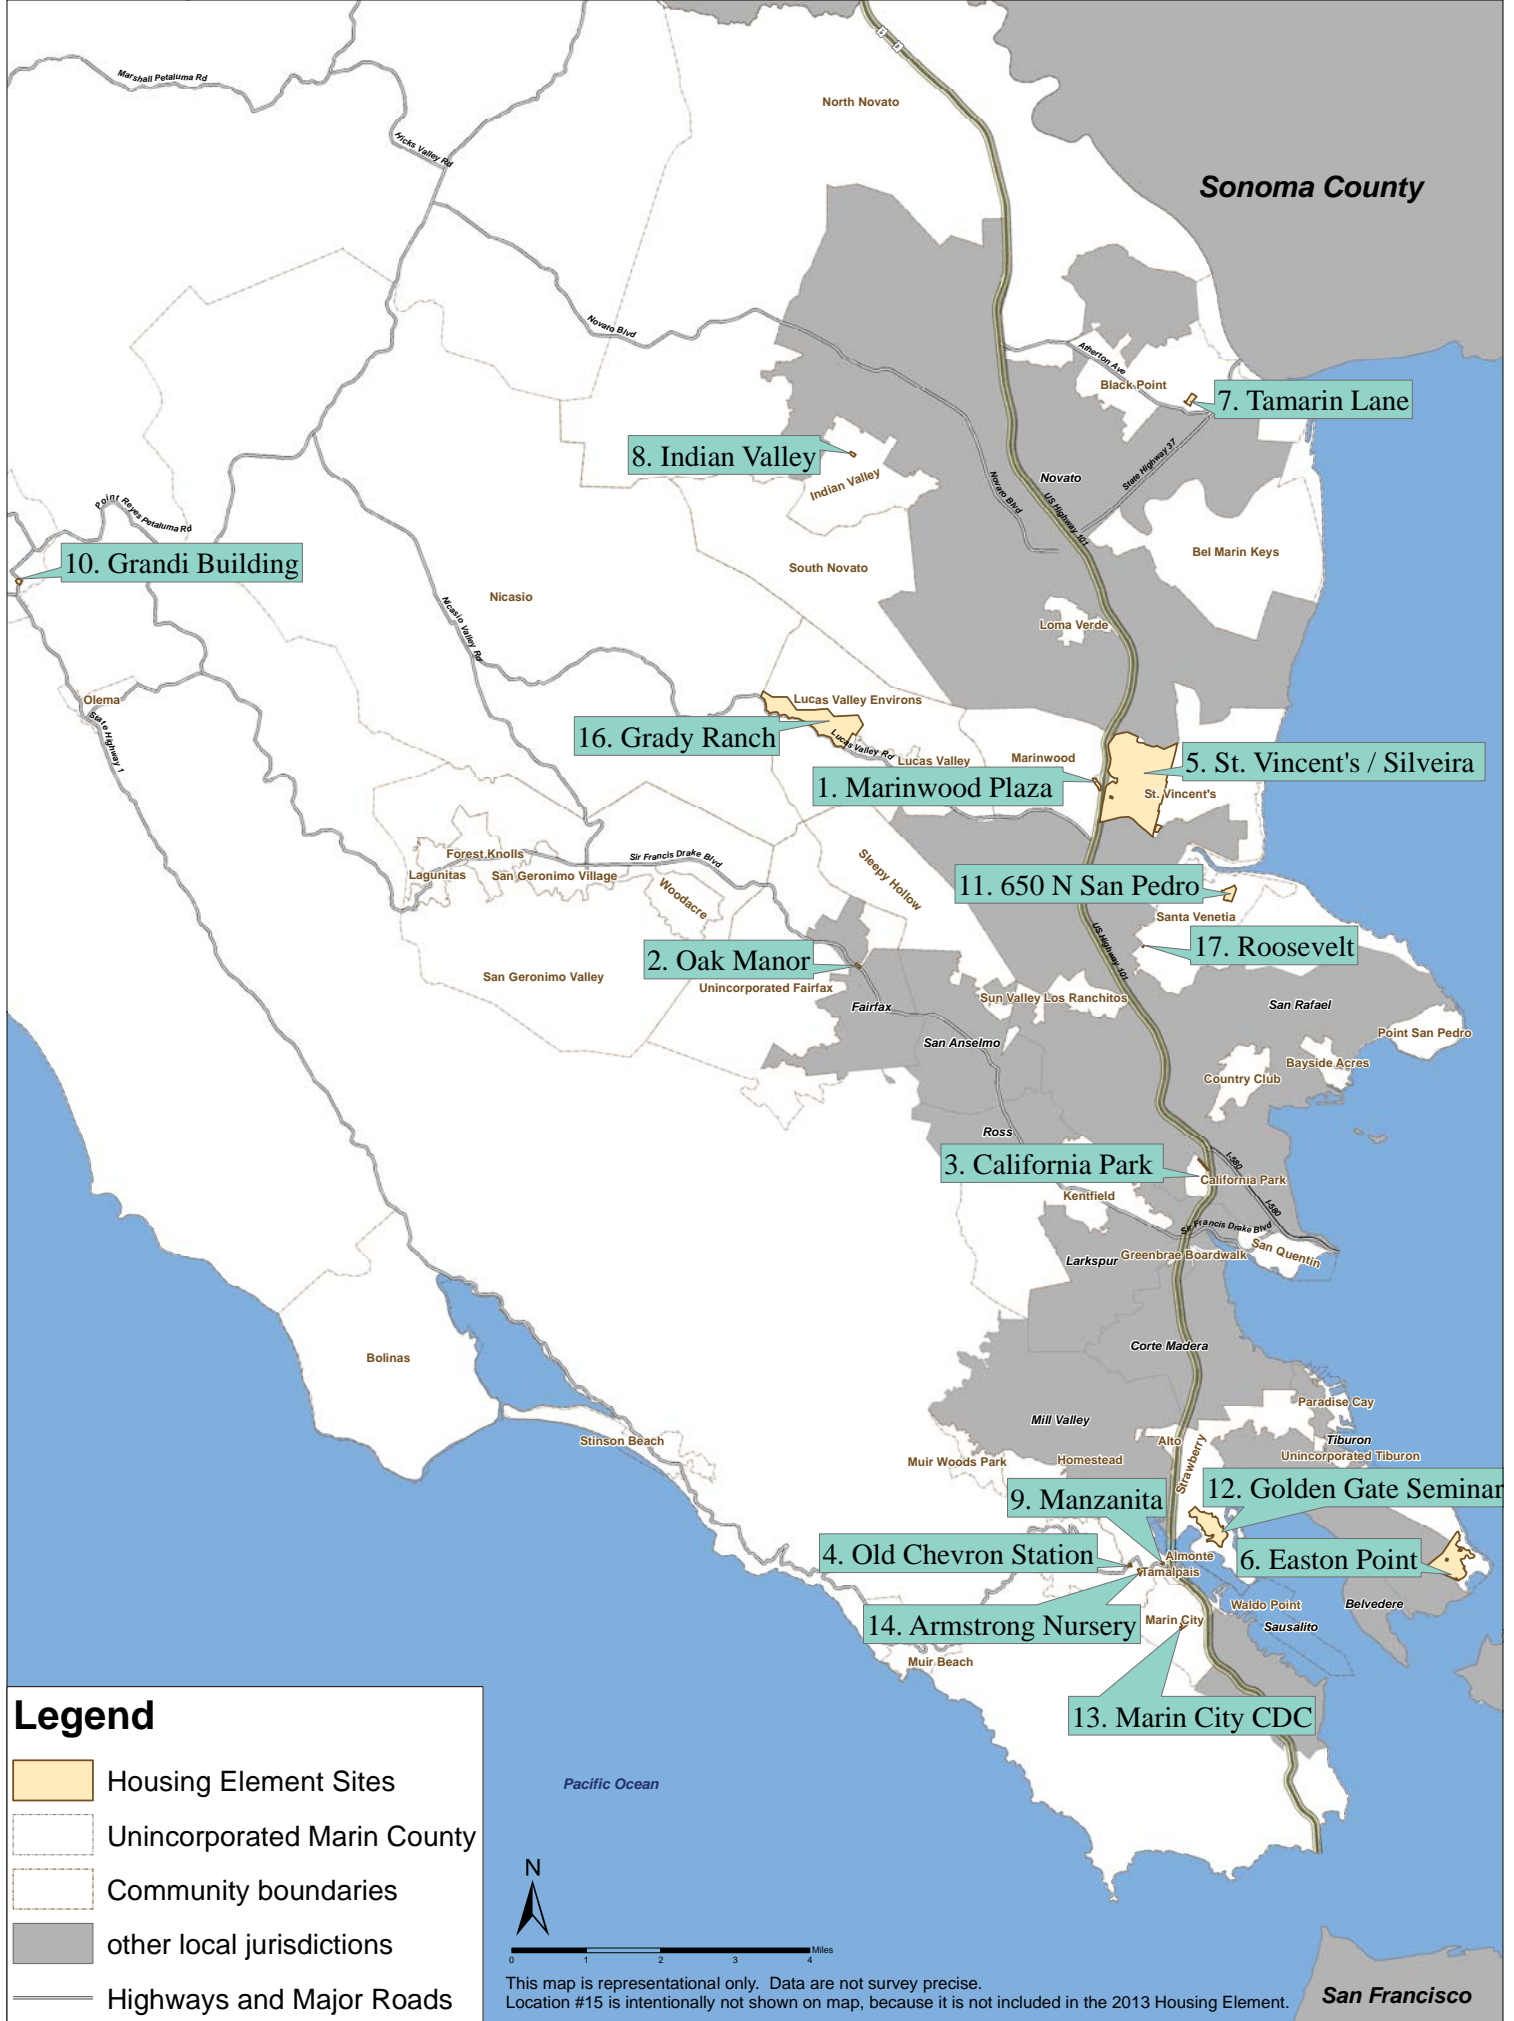 Marshall Petaluma Rd
North Novato
Hicks Valley Rd
Sonoma County
Novato Blvd
Atherton Ave
Black Point
7. Tamarin Lane
8. Indian Valley
Indian Valley
State Highway 37
Novato
Novato Blvd
US Highway 101
Point Reyes Petaluma Rd
10. Grandi Building
Bel Marin Keys
South Novato
Nicasio
Nicasio Valley Rd
Loma Verde
Olema
State Highway 1
Lucas Valley Environs
16. Grady Ranch
Lucas Valley Rd
Lucas Valley
Marinwood
5. St. Vincent's / Silveira
1. Marinwood Plaza
St. Vincent's
Forest Knolls
Sir Francis Drake Blvd
Lagunitas
San Geronimo Village
Woodacre
Sleepy Hollow
11. 650 N San Pedro
Santa Venetia
US Highway 101
17. Roosevelt
2. Oak Manor
San Geronimo Valley
Unincorporated Fairfax
Fairfax
Sun Valley
Los Ranchitos
San Rafael
Point San Pedro
San Anselmo
Bayside Acres
Country Club
Ross
3. California Park
I-580
California Park
Kentfield
I-580
Sir Francis Drake Blvd
San Quentin
Greenbrae Boardwalk
Larkspur
Corte Madera
Bolinas
Paradise Cay
Mill Valley
Stinson Beach
Alto
Tiburon
Strawberry
Unincorporated Tiburon
Muir Woods Park
Homestead
12. Golden Gate Seminar
9. Manzanita
4. Old Chevron Station
Almonte
6. Easton Point
Tamalpais
Waldo Point
Belvedere
14. Armstrong Nursery
Marin City
Sausalito
Muir Beach
13. Marin City CDC
Legend
Housing Element Sites
Unincorporated Marin County
Community boundaries
other local jurisdictions
Highways and Major Roads
Pacific Ocean
N
Miles
0 1 2 3 4
This map is representational only. Data are not survey precise.
Location #15 is intentionally not shown on map, because it is not included in the 2013 Housing Element.
San Francisco